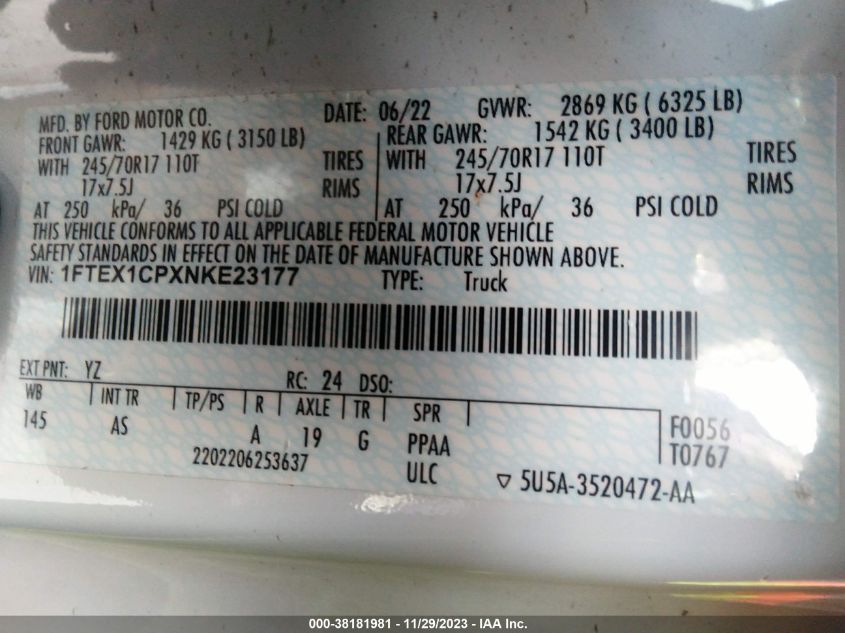 MFD. BY FORD MOTOR CO. DATE: 06/22 GVWR: 2869 KG ( 6325 LB)
FRONT GAWR: 1429 KG ( 3150 LB) REAR GAWR: 1542 KG ( 3400 LB)
WITH 245/70R17 110T TIRES WITH 245/70R17 110T TIRES
17x7.5J RIMS 17x7.5J RIMS
AT 250 kPa/ 36 PSI COLD AT 250 kPa/ 36 PSI COLD
THIS VEHICLE CONFORMS TO ALL APPLICABLE FEDERAL MOTOR VEHICLE
SAFETY STANDARDS IN EFFECT ON THE DATE OF MANUFACTURE SHOWN ABOVE.
VIN: 1FTEX1CPXNKE23177 TYPE: Truck
EXT PNT: YZ RC: 24 DSO:
WB INT TR TP/PS R AXLE TR SPR
145 AS A 19 G PPAA F0056
2202206253637 ULC T0767
5U5A-3520472-AA
000-38181981 - 11/29/2023 - IAA Inc.